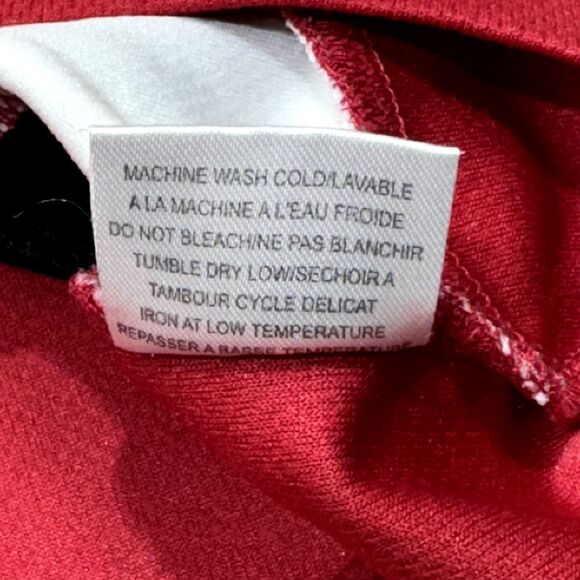 MACHINE WASH COLD/LAVABLE
A LA MACHINE A L'EAU FROIDE
DO NOT BLEACH/NE PAS BLANCHIR
TUMBLE DRY LOW/SECHOIR A
TAMBOUR CYCLE DELICAT
IRON AT LOW TEMPERATURE
REPASSER A BASSE TEMPERATURE